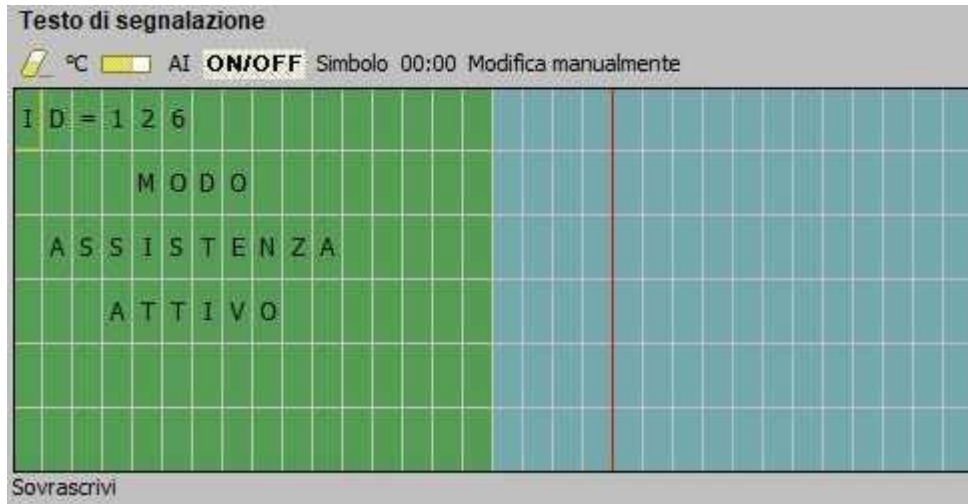 Testo di segnalazione
°C AI ON/OFF Simbolo 00:00 Modifica manualmente
ID=126
MODO
ASSISTENZA
ATTIVO
Sovrascrivi